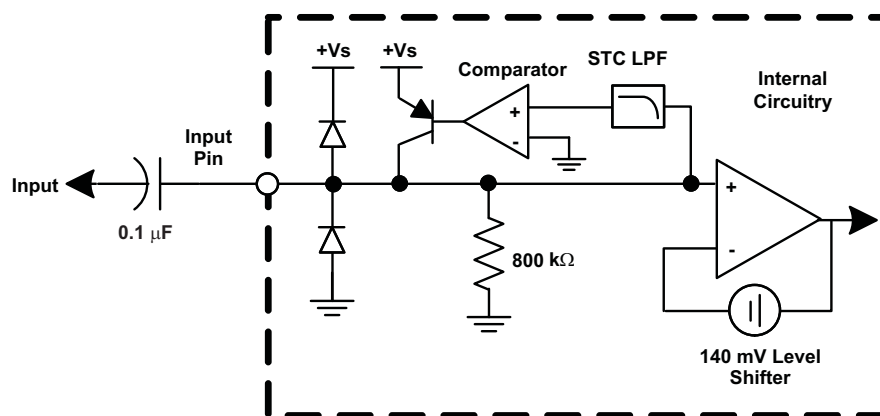 +Vs
+Vs
Comparator
STC LPF
Internal
Circuitry
Input
Pin
Input
0.1 μF
+
-
+
-
800 kΩ
140 mV Level
Shifter